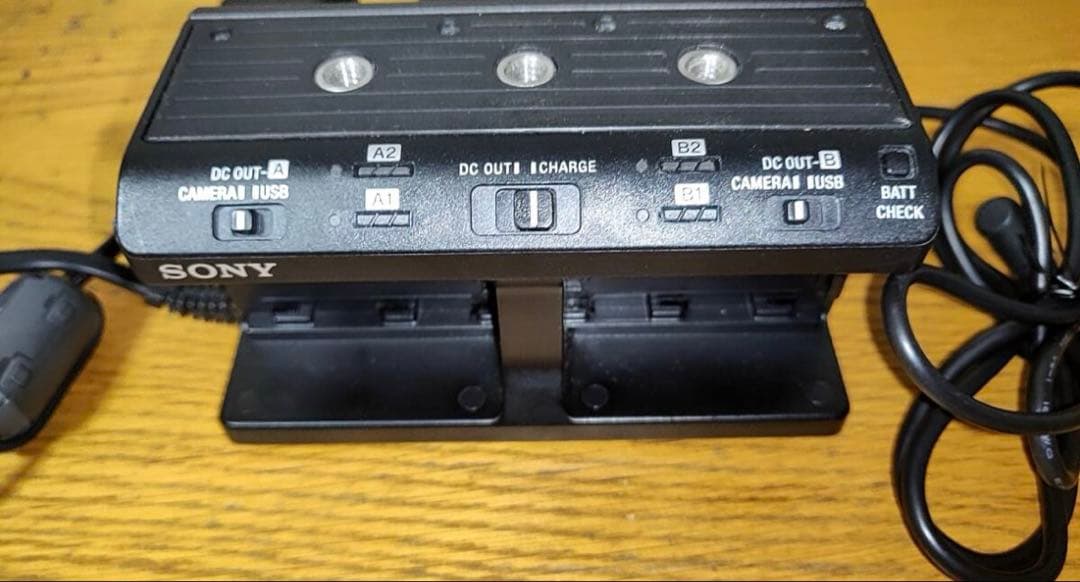 DC OUT-A
CAMERA USB
A2
A1
DC OUT CHARGE
B2
B1
DC OUT-B
CAMERA USB
BATT
CHECK
SONY